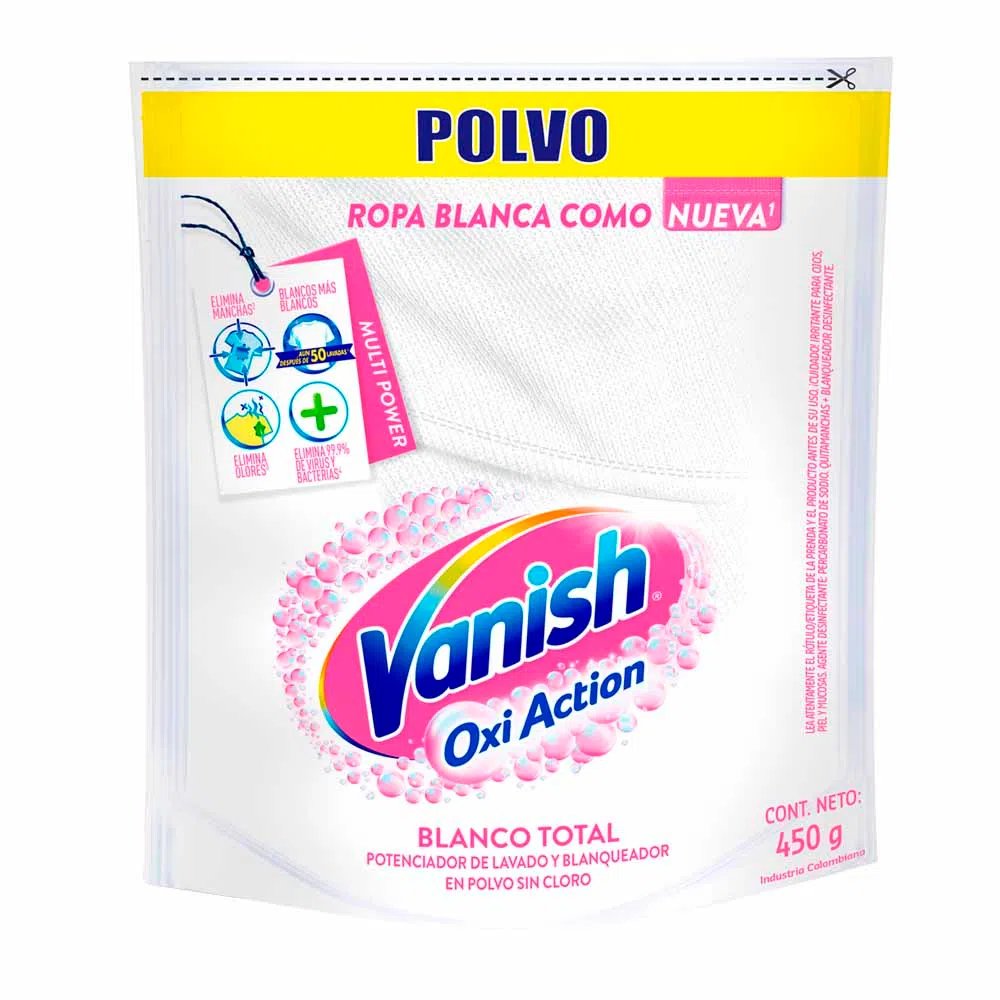 POLVO
ROPA BLANCA COMO NUEVA¹
ELIMINA
MANCHAS²
BLANCOS MÁS
BLANCOS
AÚN
DESPUÉS DE 50 LAVADAS
ELIMINA
OLORES³
ELIMINA 99.9%
DE VIRUS Y
BACTERIAS⁴
MULTI POWER
Vanish®
Oxi Action
BLANCO TOTAL
POTENCIADOR DE LAVADO Y BLANQUEADOR
EN POLVO SIN CLORO
LEA ATENTAMENTE EL RÓTULO/ETIQUETA DE LA PRENDA Y EL PRODUCTO ANTES DE SU USO. ¡CUIDADO! IRRITANTE PARA OJOS,
PIEL Y MUCOSAS. AGENTE DESINFECTANTE: PERCARBONATO DE SODIO. QUITAMANCHAS + BLANQUEADOR DESINFECTANTE.
CONT. NETO:
450 g
Industria Colombiana